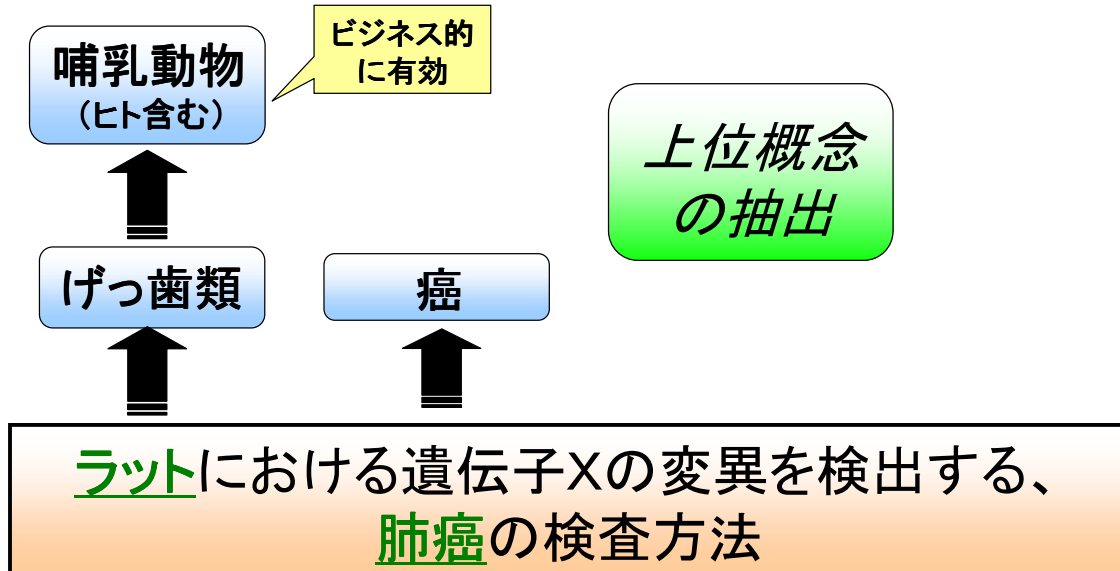 哺乳動物
（ヒト含む）
ビジネス的
に有効
上位概念
の抽出
げっ歯類
癌
ラットにおける遺伝子Xの変異を検出する、
肺癌の検査方法